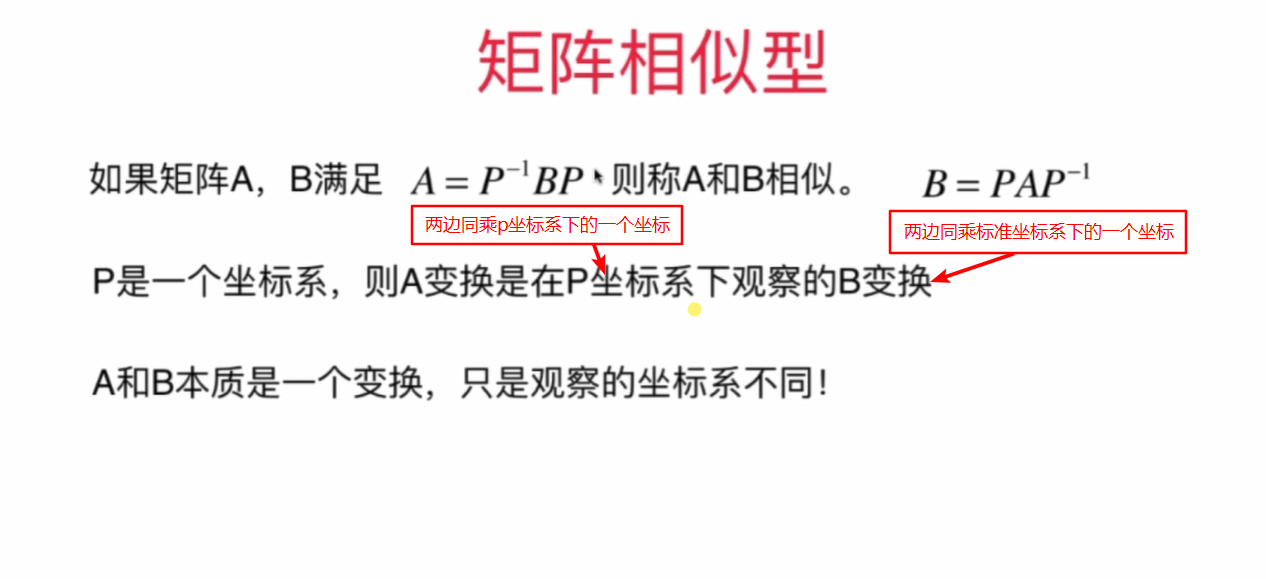 矩阵相似型
如果矩阵A，B满足 A = P⁻¹BP 则称A和B相似。 B = PAP⁻¹
两边同乘p坐标系下的一个坐标
两边同乘标准坐标系下的一个坐标
P是一个坐标系，则A变换是在P坐标系下观察的B变换
A和B本质是一个变换，只是观察的坐标系不同！